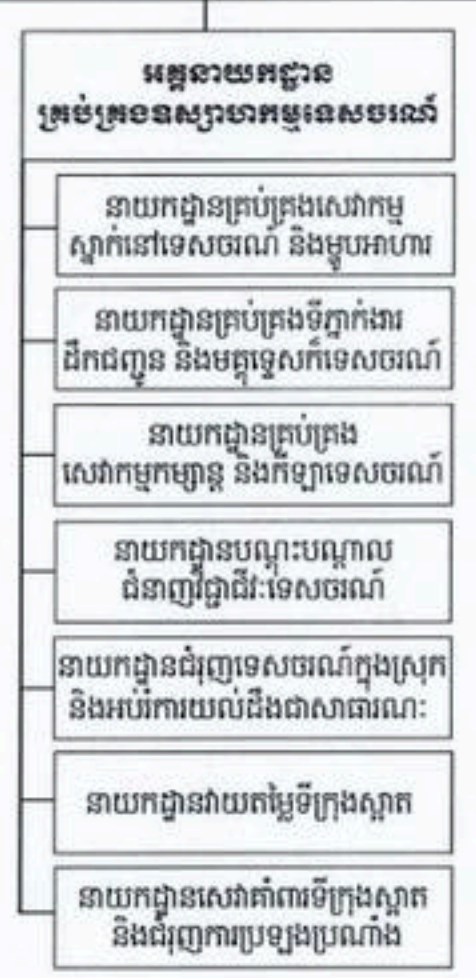 អគ្គនាយកដ្ឋាន
គ្រប់គ្រងឧស្សាហកម្មទេសចរណ៍
នាយកដ្ឋានគ្រប់គ្រងសេវាកម្ម
ស្នាក់នៅទេសចរណ៍ និងម្ហូបអាហារ
នាយកដ្ឋានគ្រប់គ្រងទីភ្នាក់ងារ
ដឹកជញ្ជូន និងមគ្គុទ្ទេសក៍ទេសចរណ៍
នាយកដ្ឋានគ្រប់គ្រង
សេវាកម្មកម្សាន្ត និងកីឡាទេសចរណ៍
នាយកដ្ឋានបណ្តុះបណ្តាល
ជំនាញវិជ្ជាជីវៈទេសចរណ៍
នាយកដ្ឋានជំរុញទេសចរណ៍ក្នុងស្រុក
និងអប់រំការយល់ដឹងជាសាធារណៈ
នាយកដ្ឋានវាយតម្លៃទីក្រុងស្អាត
នាយកដ្ឋានសេវាគាំពារទីក្រុងស្អាត
និងជំរុញការប្រឡងប្រណាំង